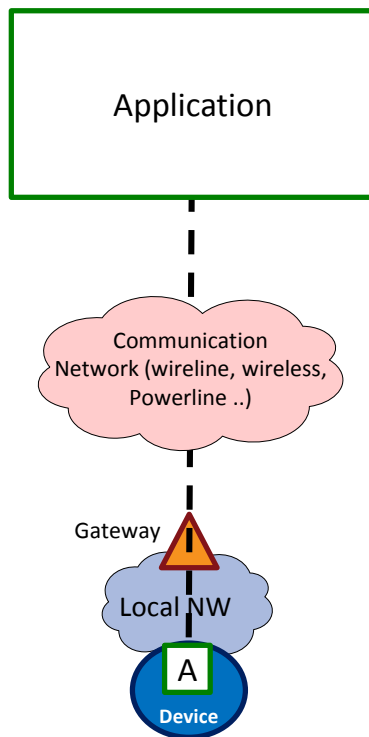 Application
Communication
Network (wireline, wireless,
Powerline ..)
Gateway
Local NW
A
Device